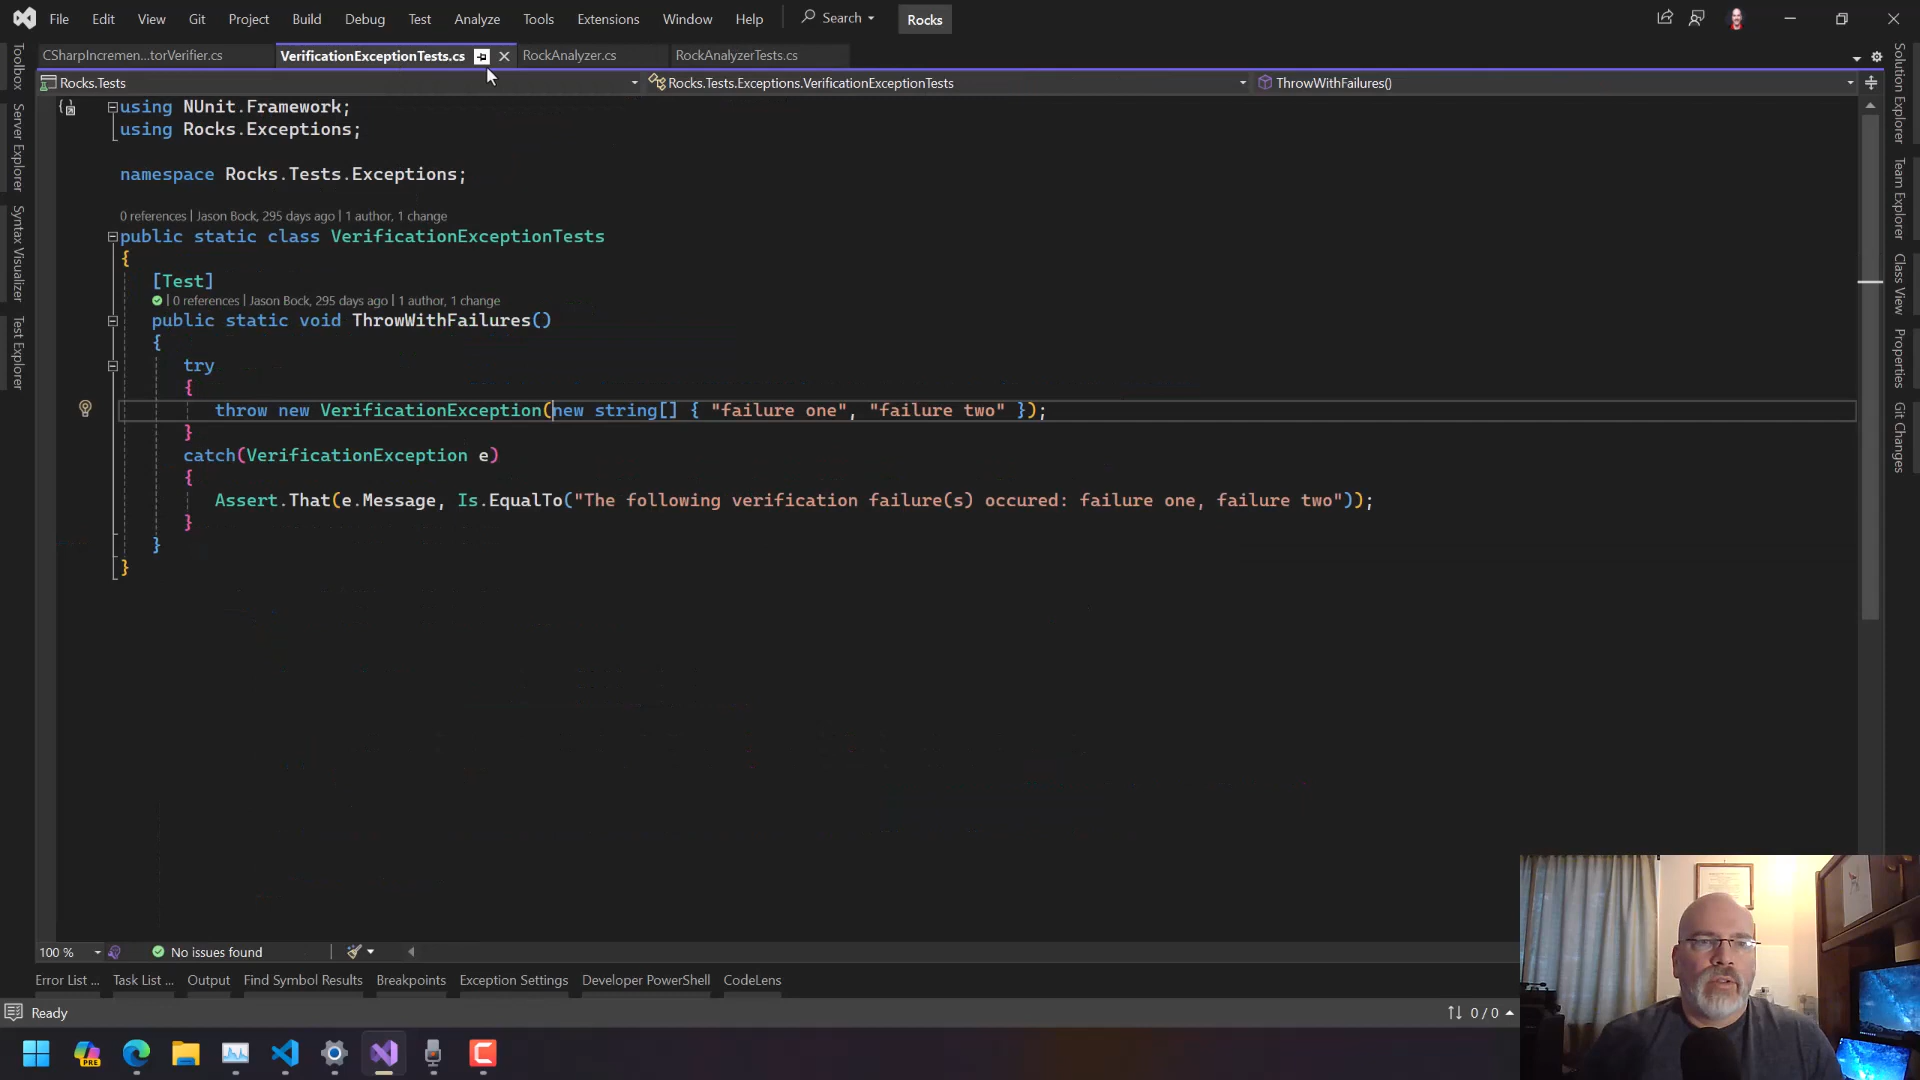 File Edit View Git Project Build Debug Test Analyze Tools Extensions Window Help Search Rocks
CSharpIncremen...torVerifier.cs VerificationExceptionTests.cs RockAnalyzer.cs RockAnalyzerTests.cs
Rocks.Tests Rocks.Tests.Exceptions.VerificationExceptionTests ThrowWithFailures()
Toolbox
Server Explorer
Syntax Visualizer
Test Explorer
using NUnit.Framework;
using Rocks.Exceptions;
namespace Rocks.Tests.Exceptions;
0 references | Jason Bock, 295 days ago | 1 author, 1 change
public static class VerificationExceptionTests
{
[Test]
| 0 references | Jason Bock, 295 days ago | 1 author, 1 change
public static void ThrowWithFailures()
{
try
{
throw new VerificationException(new string[] { "failure one", "failure two" });
}
catch(VerificationException e)
{
Assert.That(e.Message, Is.EqualTo("The following verification failure(s) occured: failure one, failure two"));
}
}
}
Solution Explorer
Team Explorer
Class View
Properties
Git Changes
100 % No issues found
Error List ... Task List ... Output Find Symbol Results Breakpoints Exception Settings Developer PowerShell CodeLens
Ready 0 / 0
PRE